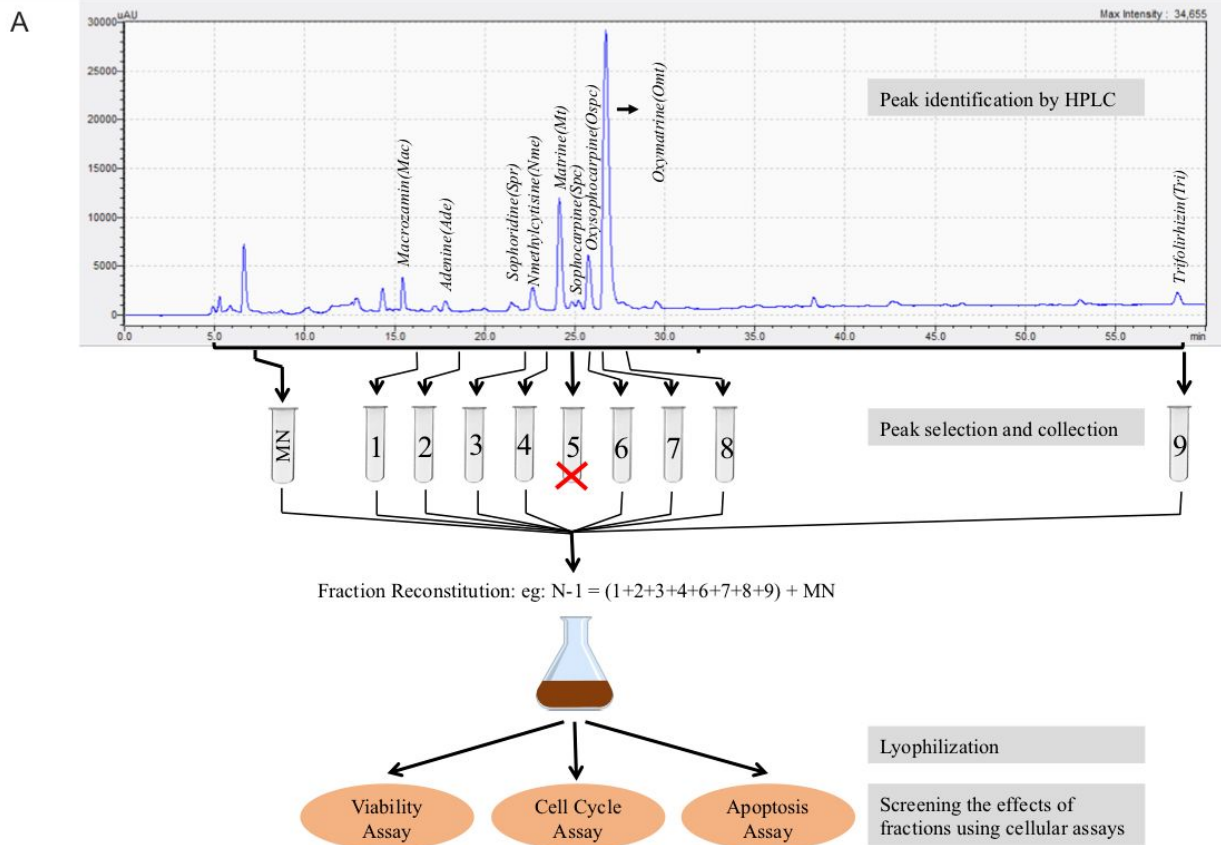 A
uAU
Max Intensity : 34,655
30000
25000
20000
15000
10000
5000
0
Macrozamin(Mac)
Adenine(Ade)
Sophoridine(Spr)
Nmethylcytisine(Nme)
Matrine(Mt)
Sophocarpine(Spc)
Oxysophocarpine(Ospc)
Oxymatrine(Omt)
Trifolirhizin(Tri)
Peak identification by HPLC
0.0 5.0 10.0 15.0 20.0 25.0 30.0 35.0 40.0 45.0 50.0 55.0 min
MN 1 2 3 4 5 6 7 8 9
Peak selection and collection
Fraction Reconstitution: eg: N-1 = (1+2+3+4+6+7+8+9) + MN
Lyophilization
Viability
Assay
Cell Cycle
Assay
Apoptosis
Assay
Screening the effects of
fractions using cellular assays